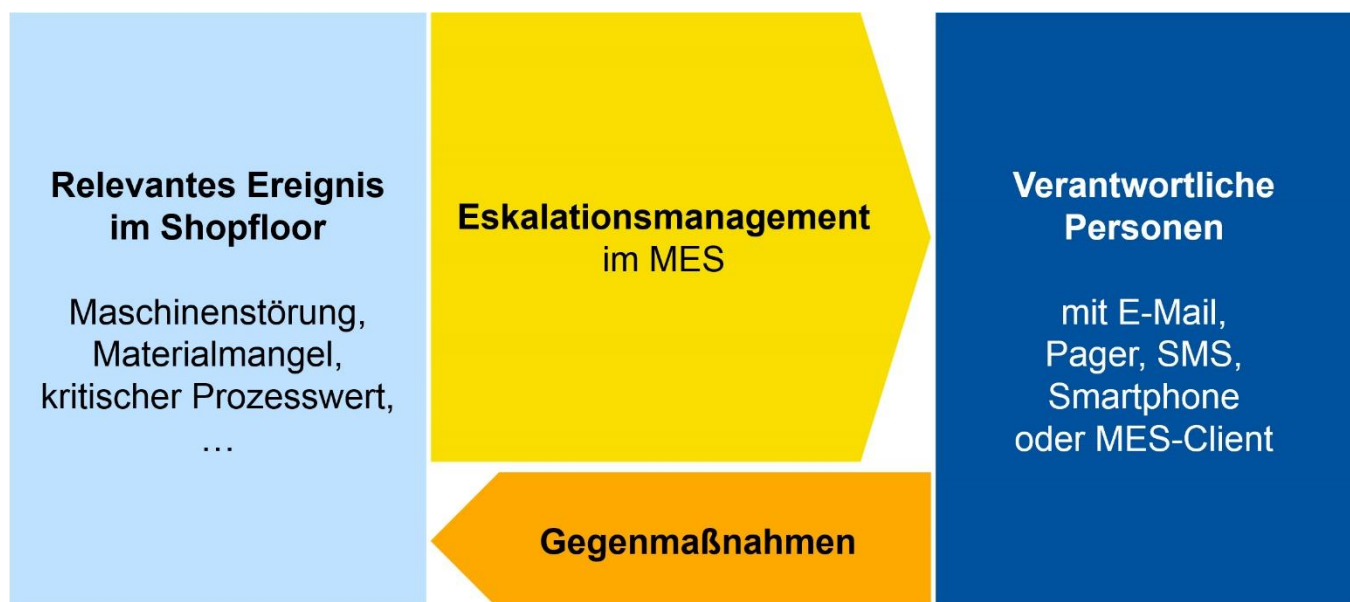 Relevantes Ereignis
im Shopfloor
Maschinenstörung,
Materialmangel,
kritischer Prozesswert,
…
Eskalationsmanagement
im MES
Verantwortliche
Personen
mit E-Mail,
Pager, SMS,
Smartphone
oder MES-Client
Gegenmaßnahmen